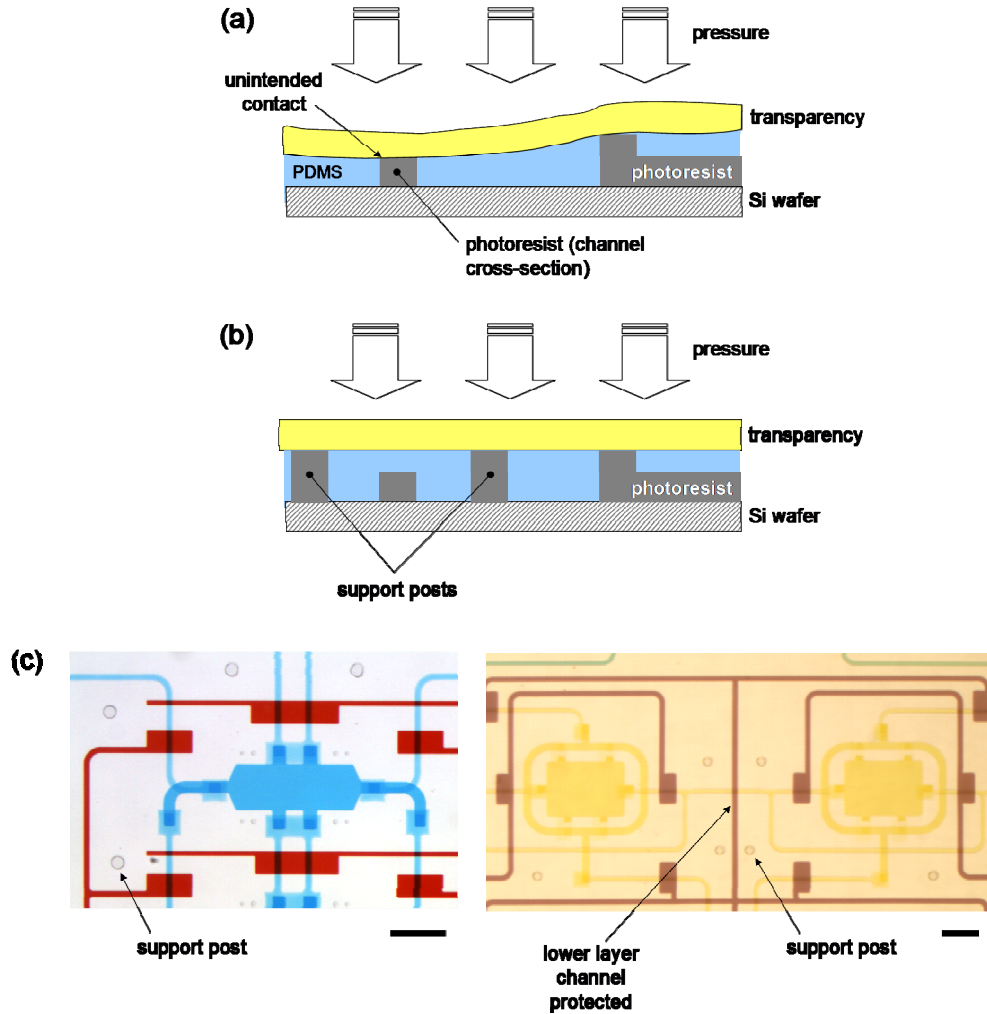 (a)
pressure
unintended
contact
transparency
PDMS
photoresist
Si wafer
photoresist (channel
cross-section)
(b)
pressure
transparency
photoresist
Si wafer
support posts
(c)
support post
lower layer
channel
protected
support post